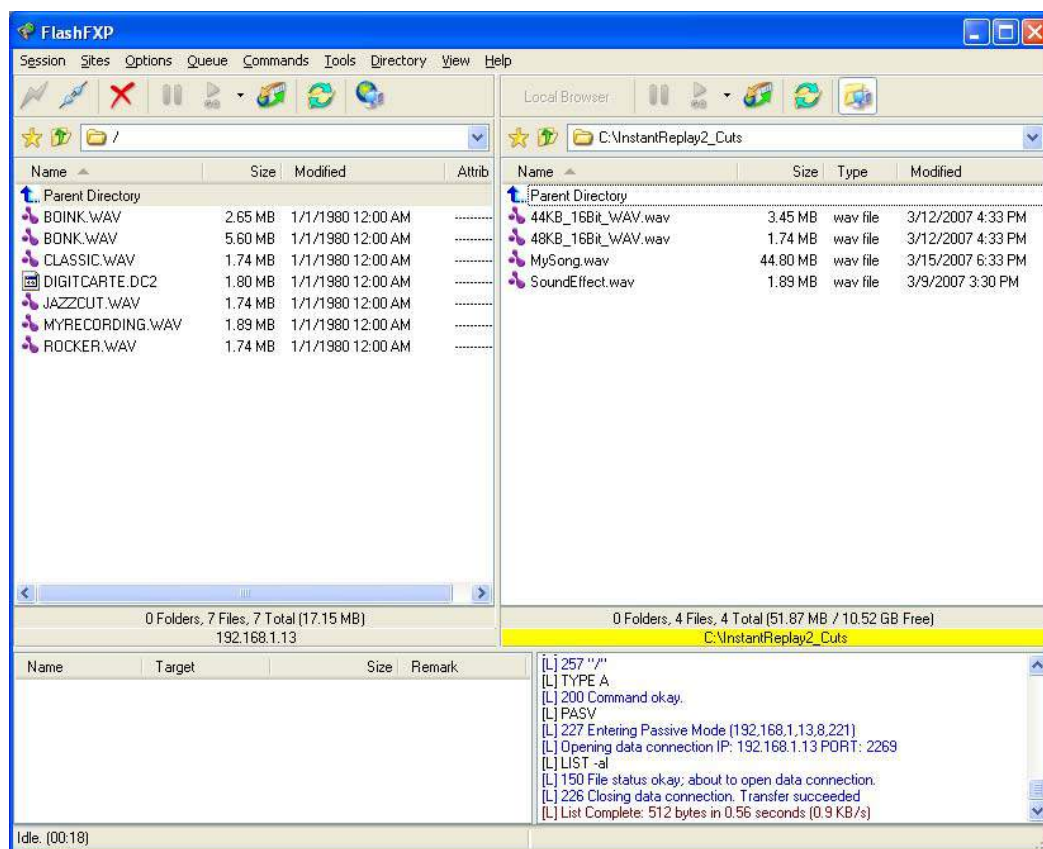 FlashFXP
Session Sites Options Queue Commands Tools Directory View Help
Local Browser
/
C:\InstantReplay2_Cuts
Name Size Modified Attrib
Parent Directory
BOINK.WAV 2.65 MB 1/1/1980 12:00 AM ----------
BONK.WAV 5.60 MB 1/1/1980 12:00 AM ----------
CLASSIC.WAV 1.74 MB 1/1/1980 12:00 AM ----------
DIGITCARTE.DC2 1.80 MB 1/1/1980 12:00 AM ----------
JAZZCUT.WAV 1.74 MB 1/1/1980 12:00 AM ----------
MYRECORDING.WAV 1.89 MB 1/1/1980 12:00 AM ----------
ROCKER.WAV 1.74 MB 1/1/1980 12:00 AM ----------
0 Folders, 7 Files, 7 Total (17.15 MB)
192.168.1.13
Name Size Type Modified
Parent Directory
44KB_16Bit_WAV.wav 3.45 MB wav file 3/12/2007 4:33 PM
48KB_16Bit_WAV.wav 1.74 MB wav file 3/12/2007 4:33 PM
MySong.wav 44.80 MB wav file 3/15/2007 6:33 PM
SoundEffect.wav 1.89 MB wav file 3/9/2007 3:30 PM
0 Folders, 4 Files, 4 Total (51.87 MB / 10.52 GB Free)
C:\InstantReplay2_Cuts
Name Target Size Remark
[L] 257 "/"
[L] TYPE A
[L] 200 Command okay.
[L] PASV
[L] 227 Entering Passive Mode (192,168,1,13,8,221)
[L] Opening data connection IP: 192.168.1.13 PORT: 2269
[L] LIST -al
[L] 150 File status okay; about to open data connection.
[L] 226 Closing data connection. Transfer succeeded
[L] List Complete: 512 bytes in 0.56 seconds (0.9 KB/s)
Idle. (00:18)